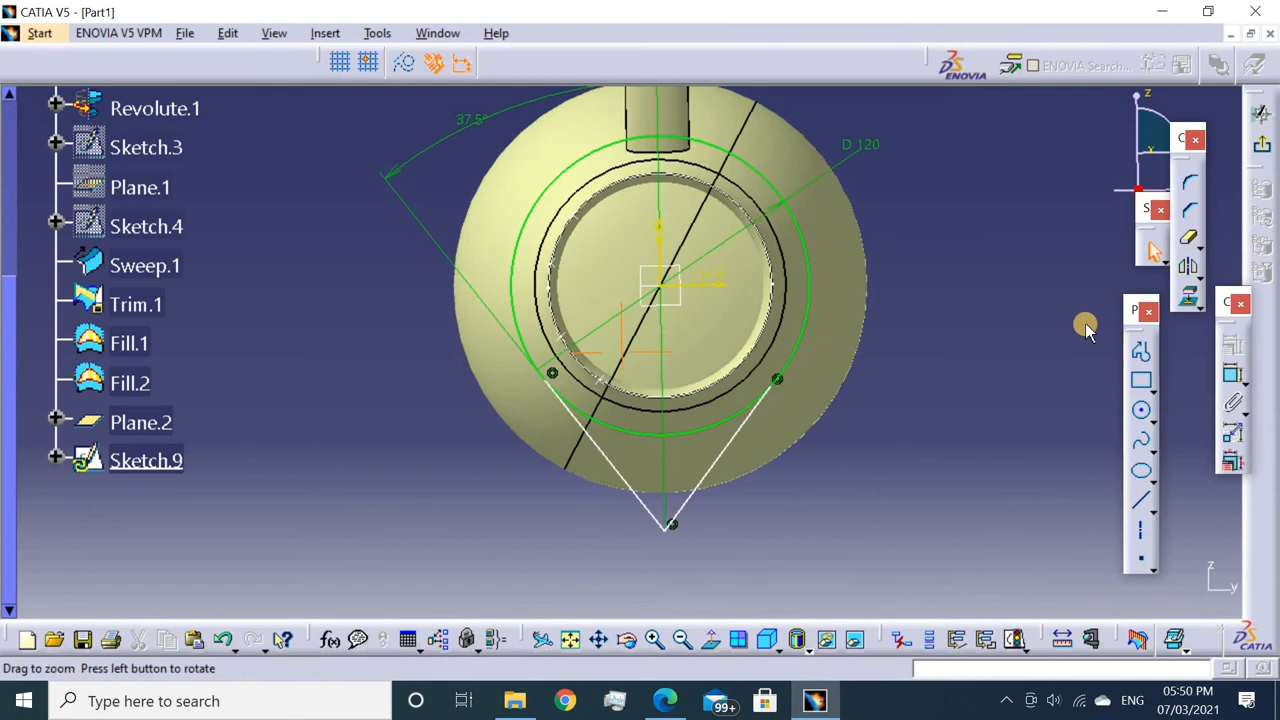 CATIA V5 - [Part1]
Start ENOVIA V5 VPM File Edit View Insert Tools Window Help
ENOVIA ENOVIA Search...
Revolute.1
Sketch.3
Plane.1
Sketch.4
Sweep.1
Trim.1
Fill.1
Fill.2
Plane.2
Sketch.9
37.5°
D 120
z
x
C
S
P
C
z
y
f(x)
CATIA
Drag to zoom Press left button to rotate
Type here to search
99+
ENG
05:50 PM
07/03/2021